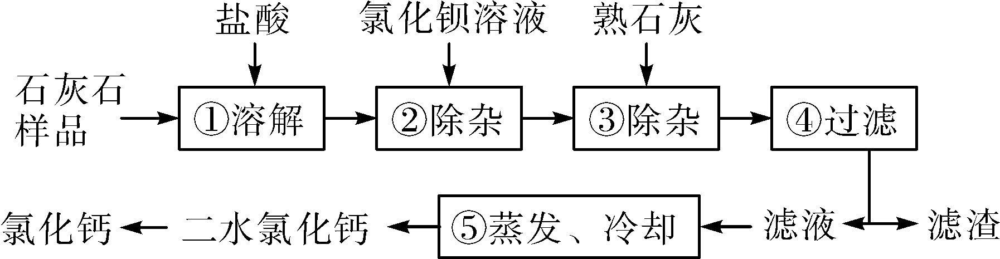 盐酸
氯化钡溶液
熟石灰
石灰石
样品
①溶解
②除杂
③除杂
④过滤
氯化钙
二水氯化钙
⑤蒸发、冷却
滤液
滤渣